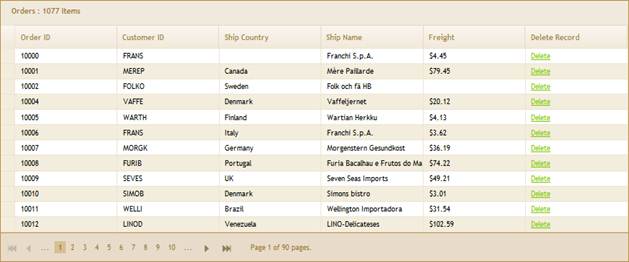 Orders : 1077 Items
Order ID Customer ID Ship Country Ship Name Freight Delete Record
10000 FRANS Franchi S.p.A. $4.45 Delete
10001 MEREP Canada Mère Paillarde $79.45 Delete
10002 FOLKO Sweden Folk och fä HB Delete
10004 VAFFE Denmark Vaffeljernet $20.12 Delete
10005 WARTH Finland Wartian Herkku $4.13 Delete
10006 FRANS Italy Franchi S.p.A. $3.62 Delete
10007 MORGK Germany Morgenstern Gesundkost $36.19 Delete
10008 FURIB Portugal Furia Bacalhau e Frutos do Ma $74.22 Delete
10009 SEVES UK Seven Seas Imports $49.21 Delete
10010 SIMOB Denmark Simons bistro $3.01 Delete
10011 WELLI Brazil Wellington Importadora $31.54 Delete
10012 LINOD Venezuela LINO-Delicateses $102.59 Delete
... 1 2 3 4 5 6 7 8 9 10 ... Page 1 of 90 pages.